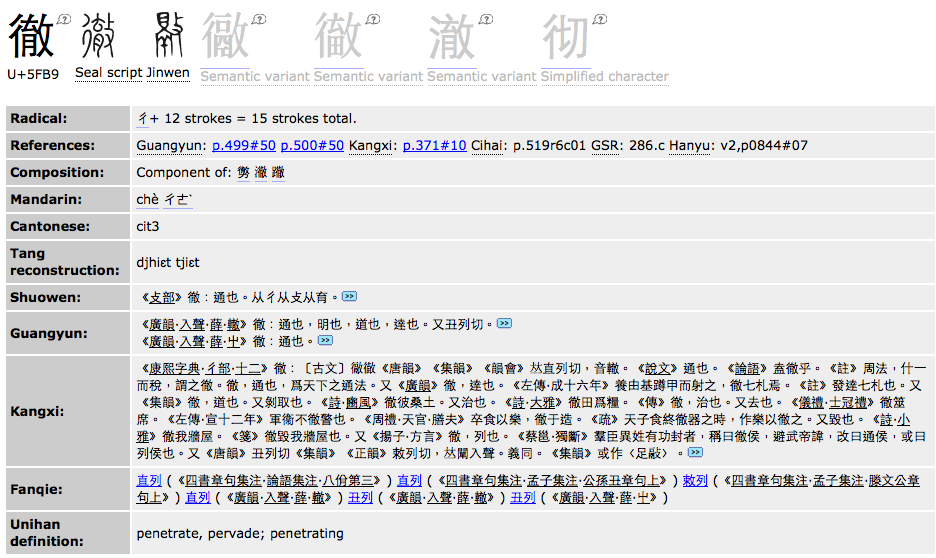 徹
U+5FB9 Seal script Jinwen Semantic variant Semantic variant Semantic variant Simplified character
Radical: 彳+ 12 strokes = 15 strokes total.
References: Guangyun: p.499#50 p.500#50 Kangxi: p.371#10 Cihai: p.519r6c01 GSR: 286.c Hanyu: v2,p0844#07
Composition: Component of:
Mandarin: chè ㄔㄜˋ
Cantonese: cit3
Tang reconstruction: djhiɛt tjiɛt
Shuowen: 《攴部》徹：通也。从彳从攴从育。
Guangyun: 《廣韻·入聲·薛·轍》徹：通也，明也，道也，達也。又丑列切。
《廣韻·入聲·薛·屮》徹：通也。
Kangxi: 《康熙字典·彳部·十二》徹：〔古文〕《唐韻》《集韻》《韻會》𠀤直列切，音轍。《說文》通也。《論語》盍徹乎。《註》周法，什一
而稅，謂之徹。徹，通也，爲天下之通法。又《廣韻》徹，達也。《左傳·成十六年》養由基蹲甲而射之，徹七札焉。《註》發達七札也。又
《集韻》徹，道也。又剝取也。《詩·豳風》徹彼桑土。又治也。《詩·大雅》徹田爲糧。《傳》徹，治也。又去也。《儀禮·士冠禮》徹筮
席。《左傳·宣十二年》軍衞不徹警也。《周禮·天官·膳夫》卒食以樂，徹于造。《疏》天子食終徹器之時，作樂以徹之。又毀也。《詩·小
雅》徹我牆屋。《箋》徹毀我牆屋也。又《揚子·方言》徹，列也。《蔡邕·獨斷》羣臣異姓有功封者，稱曰徹侯，避武帝諱，改曰通侯，或曰
列侯也。又《唐韻》丑列切《集韻》《正韻》敕列切，𠀤闥入聲。義同。《集韻》或作
Fanqie: 直列 (《四書章句集注·論語集注·八佾第三》) 直列 (《四書章句集注·孟子集注·公孫丑章句上》) 敕列 (《四書章句集注·孟子集注·滕文公章
句上》) 直列 (《廣韻·入聲·薛·轍》) 丑列 (《廣韻·入聲·薛·轍》) 丑列 (《廣韻·入聲·薛·屮》)
Unihan definition: penetrate, pervade; penetrating